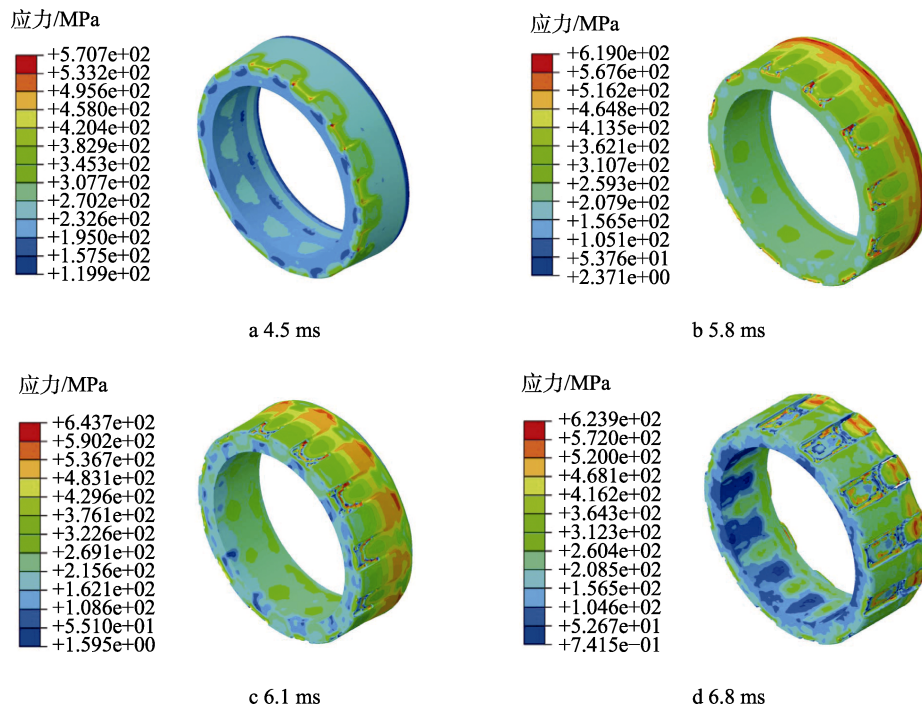 应力/MPa
+5.707e+02
+5.332e+02
+4.956e+02
+4.580e+02
+4.204e+02
+3.829e+02
+3.453e+02
+3.077e+02
+2.702e+02
+2.326e+02
+1.950e+02
+1.575e+02
+1.199e+02
a 4.5 ms
应力/MPa
+6.190e+02
+5.676e+02
+5.162e+02
+4.648e+02
+4.135e+02
+3.621e+02
+3.107e+02
+2.593e+02
+2.079e+02
+1.565e+02
+1.051e+02
+5.376e+01
+2.371e+00
b 5.8 ms
应力/MPa
+6.437e+02
+5.902e+02
+5.367e+02
+4.831e+02
+4.296e+02
+3.761e+02
+3.226e+02
+2.691e+02
+2.156e+02
+1.621e+02
+1.086e+02
+5.510e+01
+1.595e+00
c 6.1 ms
应力/MPa
+6.239e+02
+5.720e+02
+5.200e+02
+4.681e+02
+4.162e+02
+3.643e+02
+3.123e+02
+2.604e+02
+2.085e+02
+1.565e+02
+1.046e+02
+5.267e+01
+7.415e−01
d 6.8 ms